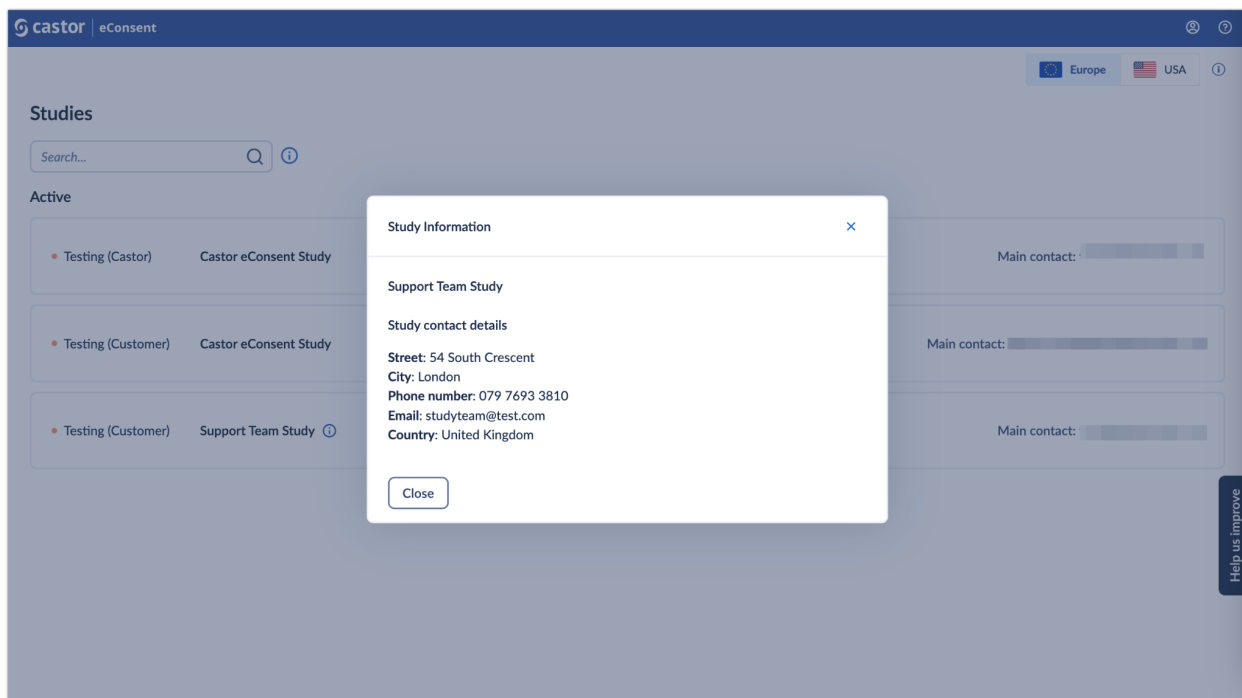 castor | eConsent
Europe
USA
Studies
Search...
Active
Testing (Castor) Castor eConsent Study Main contact:
Testing (Customer) Castor eConsent Study Main contact:
Testing (Customer) Support Team Study Main contact:
Study Information
Support Team Study
Study contact details
Street: 54 South Crescent
City: London
Phone number: 079 7693 3810
Email: studyteam@test.com
Country: United Kingdom
Close
Help us improve